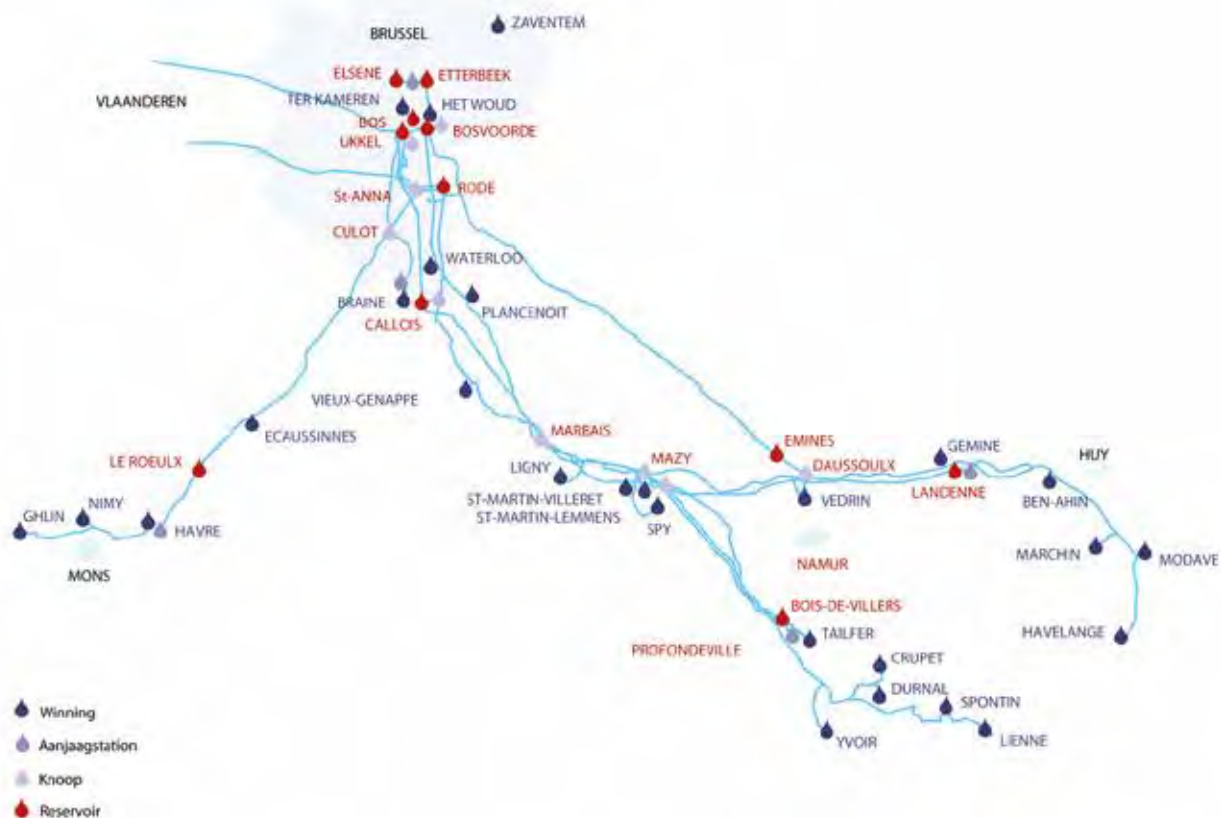 ZAVENTEM
BRUSSEL
ELSENE
ETTERBEEK
VLAANDEREN
TER KAMEREN
HET WOUD
BOS
BOSVOORDE
UKKEL
St-ANNA
RODE
CULOT
WATERLOO
BRAINE
PLANCENOIT
CALLOIS
VIEUX-GENAPPE
ECAUSSINNES
MARBAIS
EMINES
GEMINE
HUY
LE ROEULX
LIGNY
MAZY
DAUSSOULX
LANDENNE
BEN-AHIN
GHLIN
NIMY
HAVRE
ST-MARTIN-VILLERET
ST-MARTIN-LEMMENS
SPY
VEDRIN
MONS
NAMUR
MARCHIN
MODAVE
BOIS-DE-VILLERS
TAILFER
HAVELANGE
PROFONDEVILLE
CRUPET
DURNAL
SPONTIN
YVOIR
LIENNE
Winning
Aanjaagstation
Knoop
Reservoir